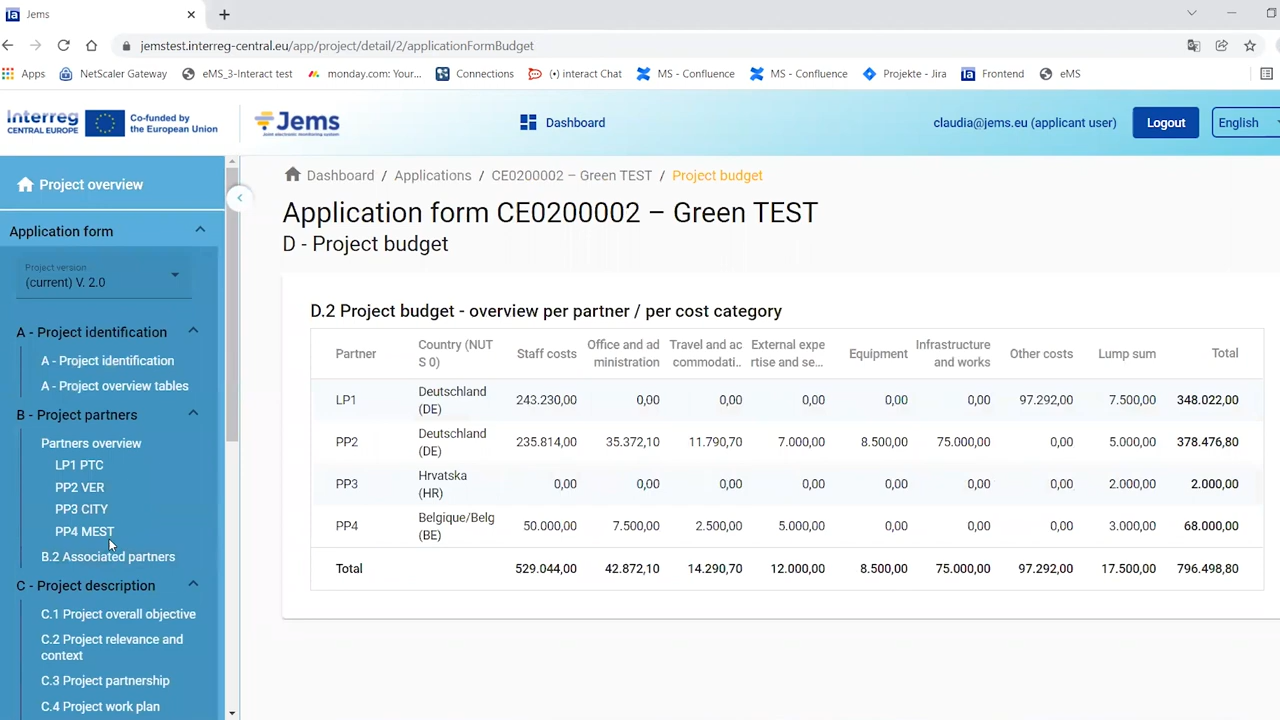 Jems
jemstest.interreg-central.eu/app/project/detail/2/applicationFormBudget
Apps NetScaler Gateway eMS_3-Interact test monday.com: Your... Connections (•) interact Chat MS - Confluence MS - Confluence Projekte - Jira Frontend eMS
Interreg CENTRAL EUROPE
Co-funded by the European Union
Jems
Joint electronic monitoring system
Dashboard
claudia@jems.eu (applicant user)
Logout
English
Project overview
Application form
Project version
(current) V. 2.0
A - Project identification
A - Project identification
A - Project overview tables
B - Project partners
Partners overview
LP1 PTC
PP2 VER
PP3 CITY
PP4 MEST
B.2 Associated partners
C - Project description
C.1 Project overall objective
C.2 Project relevance and
context
C.3 Project partnership
C.4 Project work plan
Dashboard / Applications / CE0200002 – Green TEST / Project budget
Application form CE0200002 – Green TEST
D - Project budget
D.2 Project budget - overview per partner / per cost category
Partner Country (NUT S 0) Staff costs Office and ad ministration Travel and ac commodati.. External expe rtise and se... Equipment Infrastructure and works Other costs Lump sum Total
LP1 Deutschland (DE) 243.230,00 0,00 0,00 0,00 0,00 0,00 97.292,00 7.500,00 348.022,00
PP2 Deutschland (DE) 235.814,00 35.372,10 11.790,70 7.000,00 8.500,00 75.000,00 0,00 5.000,00 378.476,80
PP3 Hrvatska (HR) 0,00 0,00 0,00 0,00 0,00 0,00 0,00 2.000,00 2.000,00
PP4 Belgique/Belg (BE) 50.000,00 7.500,00 2.500,00 5.000,00 0,00 0,00 0,00 3.000,00 68.000,00
Total 529.044,00 42.872,10 14.290,70 12.000,00 8.500,00 75.000,00 97.292,00 17.500,00 796.498,80